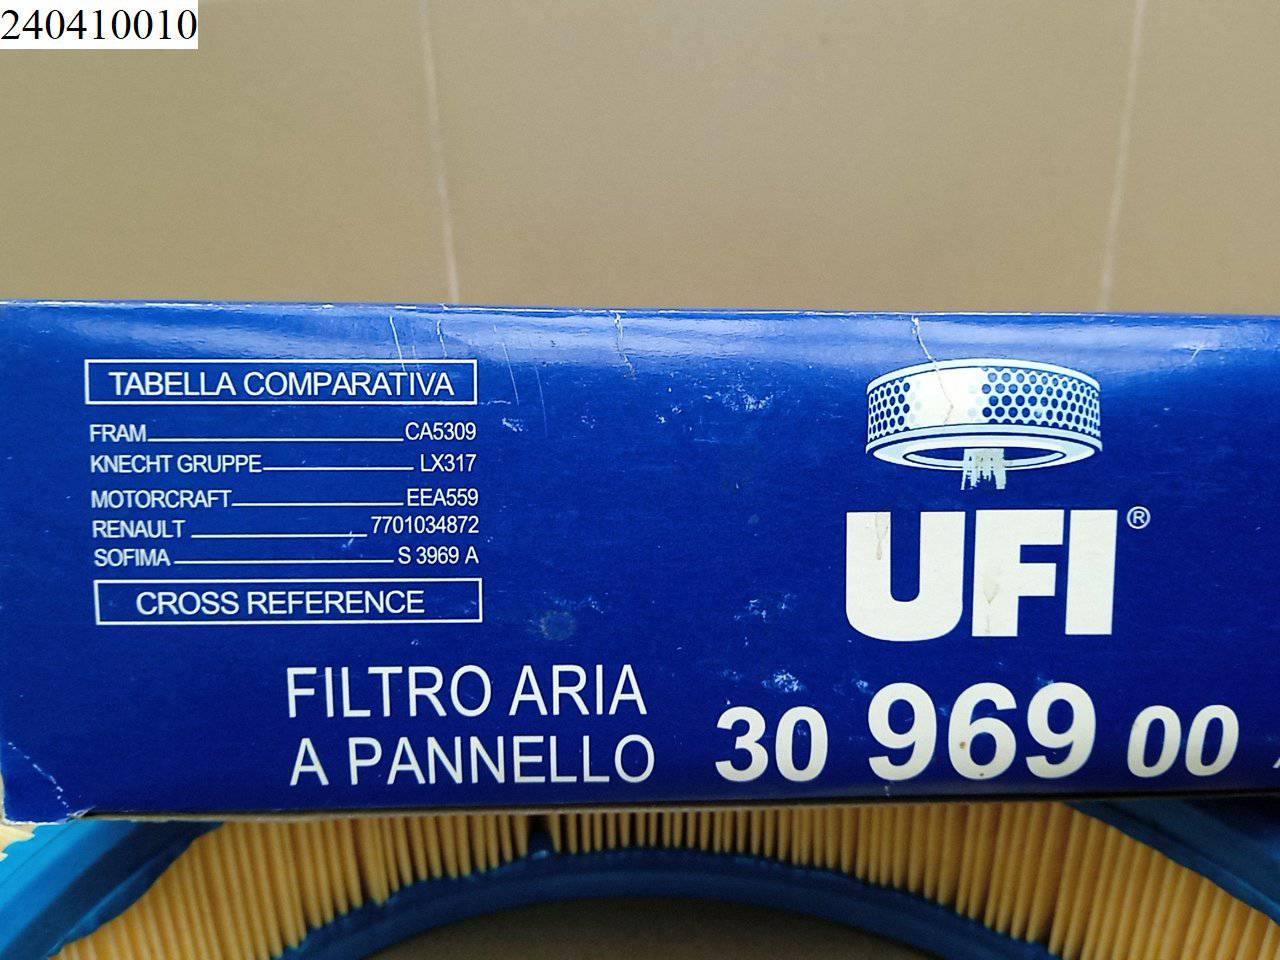 240410010
TABELLA COMPARATIVA
FRAM CA5309
KNECHT GRUPPE LX317
MOTORCRAFT EEA559
RENAULT 7701034872
SOFIMA S 3969 A
CROSS REFERENCE
UFI®
FILTRO ARIA
A PANNELLO
30 969 00